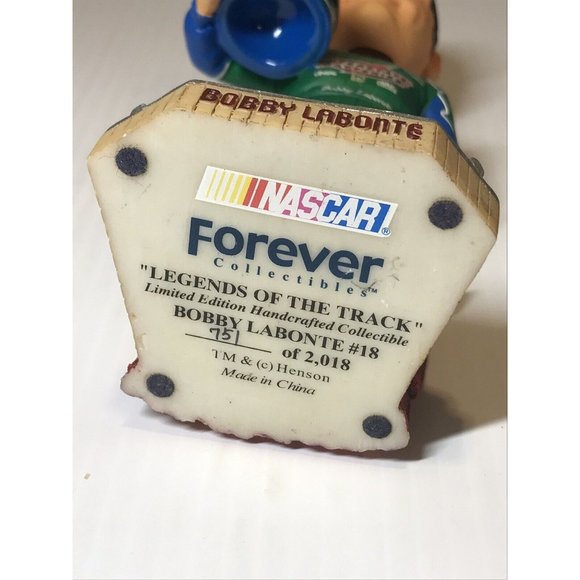 BOBBY LABONTE
NASCAR®
Forever
Collectibles™
"LEGENDS OF THE TRACK"
Limited Edition Handcrafted Collectible
BOBBY LABONTE #18
751 of 2,018
TM & (c) Henson
Made in China